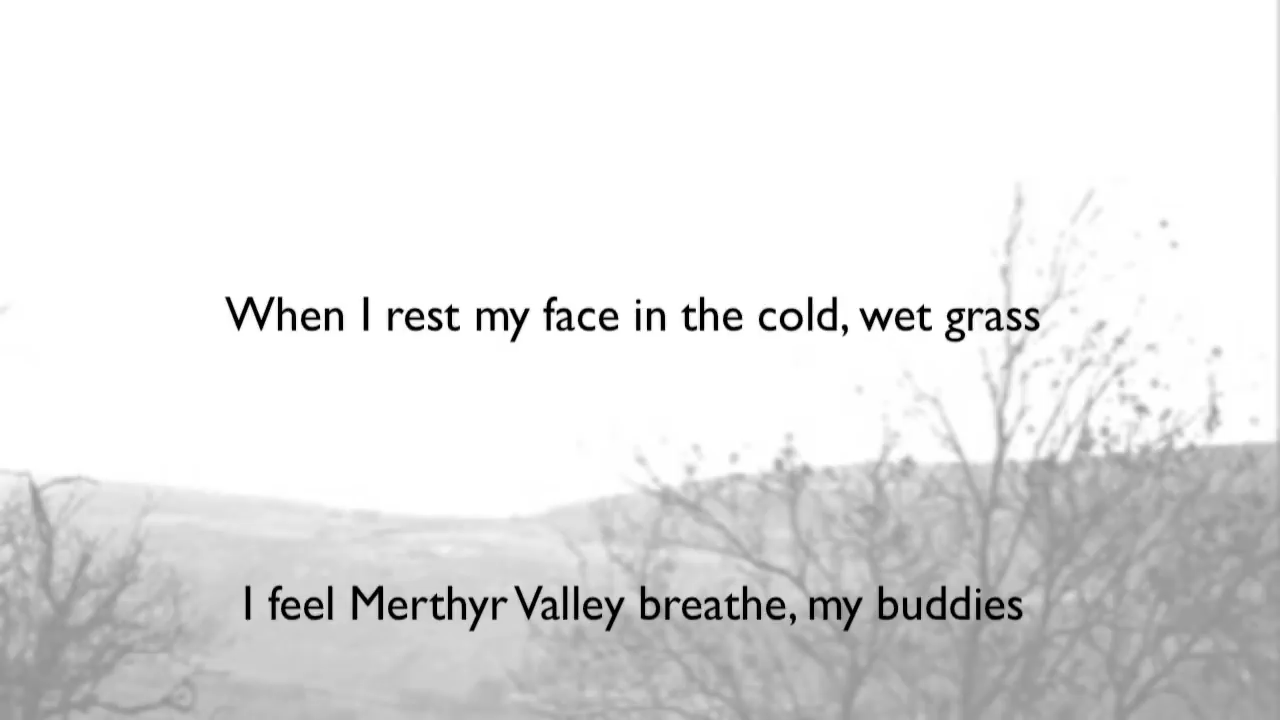 When I rest my face in the cold, wet grass
I feel Merthyr Valley breathe, my buddies